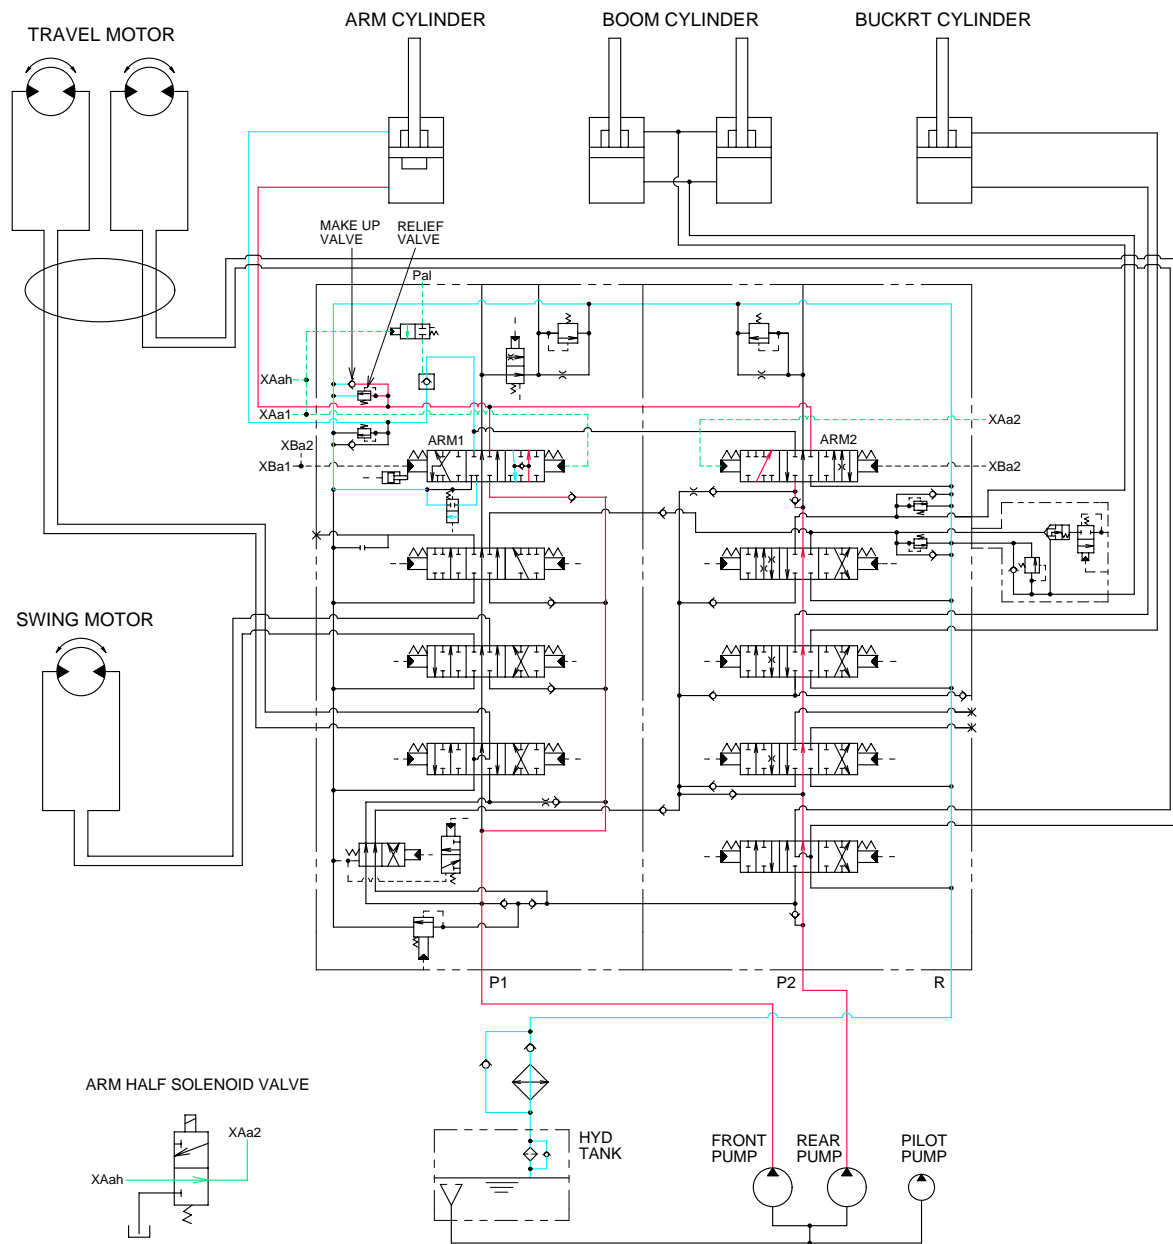 ARM CYLINDER
BOOM CYLINDER
BUCKRT CYLINDER
TRAVEL MOTOR
MAKE UP
VALVE
RELIEF
VALVE
Pal
XAah
XAa1
XBa2
XBa1
ARM1
XAa2
ARM2
XBa2
SWING MOTOR
P1
P2
R
ARM HALF SOLENOID VALVE
XAa2
XAah
HYD
TANK
FRONT
PUMP
REAR
PUMP
PILOT
PUMP